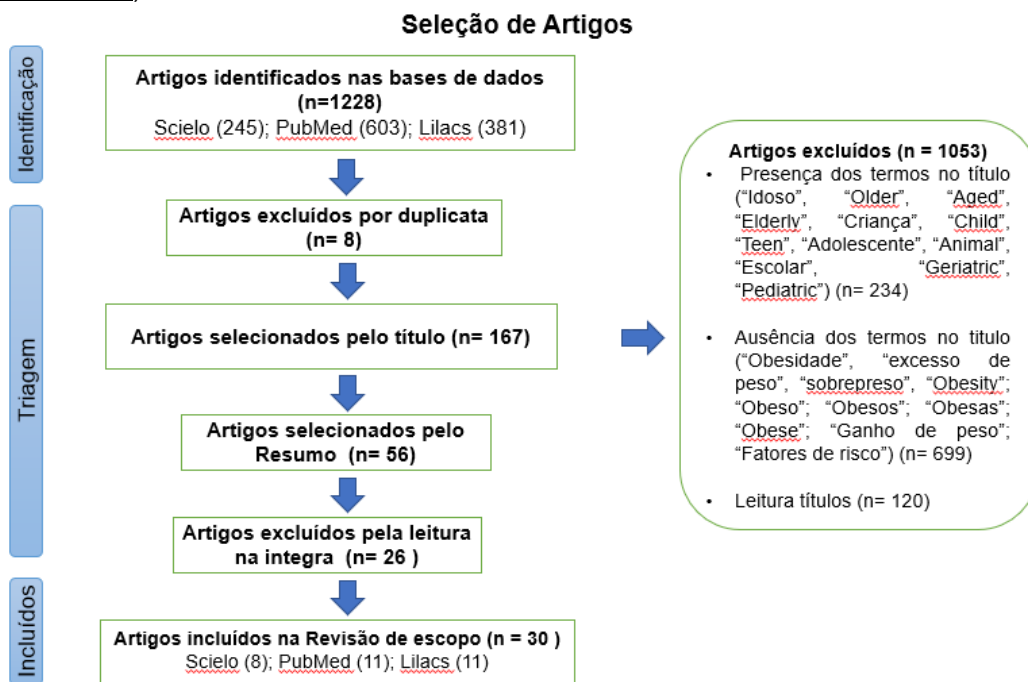 Seleção de Artigos
Identificação
Artigos identificados nas bases de dados
(n=1228)
Scielo (245); PubMed (603); Lilacs (381)
Triagem
Artigos excluídos por duplicata
(n= 8)
Artigos selecionados pelo título (n= 167)
Artigos selecionados pelo
Resumo (n= 56)
Artigos excluídos pela leitura
na integra (n= 26 )
Artigos excluídos (n = 1053)
• Presença dos termos no título
(“Idoso”, “Older”, “Aged”,
“Elderly”, “Criança”, “Child”,
“Teen”, “Adolescente”, “Animal”,
“Escolar”, “Geriatric”,
“Pediatric”) (n= 234)
• Ausência dos termos no titulo
(“Obesidade”, “excesso de
peso”, “sobrepreso”, “Obesity”;
“Obeso”; “Obesos”; “Obesas”;
“Obese”; “Ganho de peso”;
“Fatores de risco”) (n= 699)
• Leitura títulos (n= 120)
Incluídos
Artigos incluídos na Revisão de escopo (n = 30 )
Scielo (8); PubMed (11); Lilacs (11)